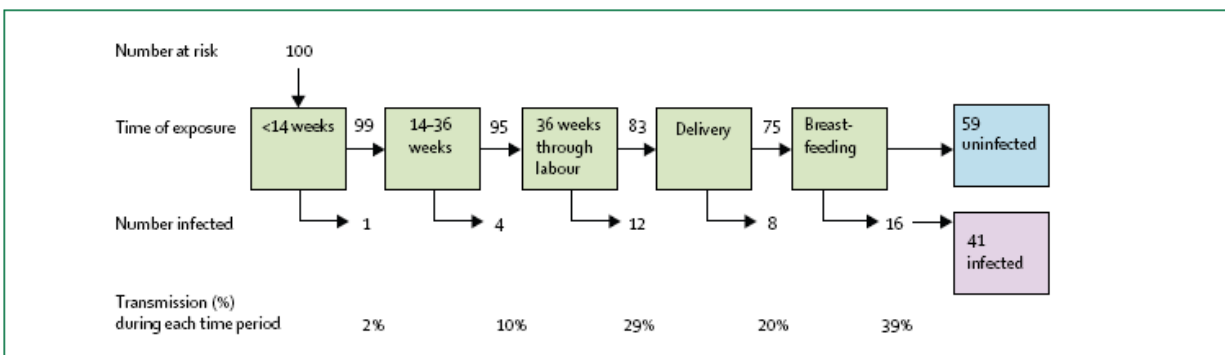 Number at risk 100
Time of exposure <14 weeks 99 14–36 weeks 95 36 weeks through labour 83 Delivery 75 Breast-feeding 59 uninfected
Number infected 1 4 12 8 16 41 infected
Transmission (%)
during each time period 2% 10% 29% 20% 39%